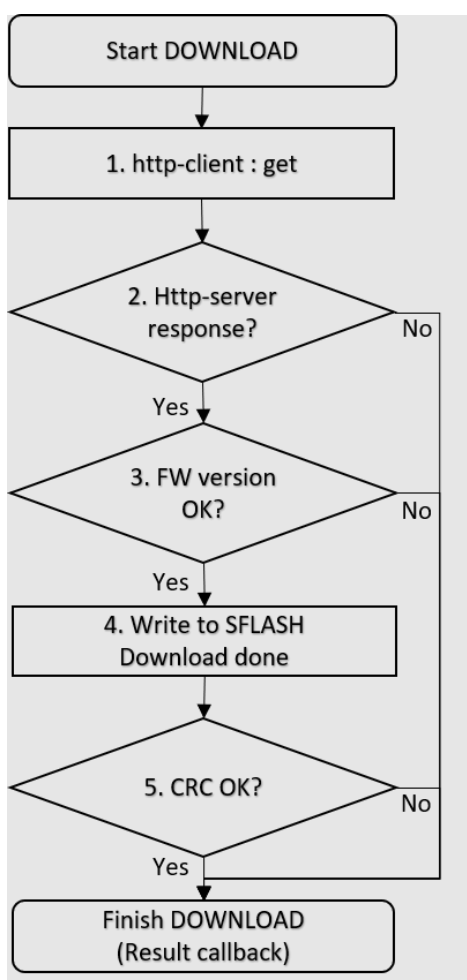 Start DOWNLOAD
1. http-client : get
2. Http-server
response?
No
Yes
3. FW version
OK?
No
Yes
4. Write to SFLASH
Download done
5. CRC OK?
No
Yes
Finish DOWNLOAD
(Result callback)